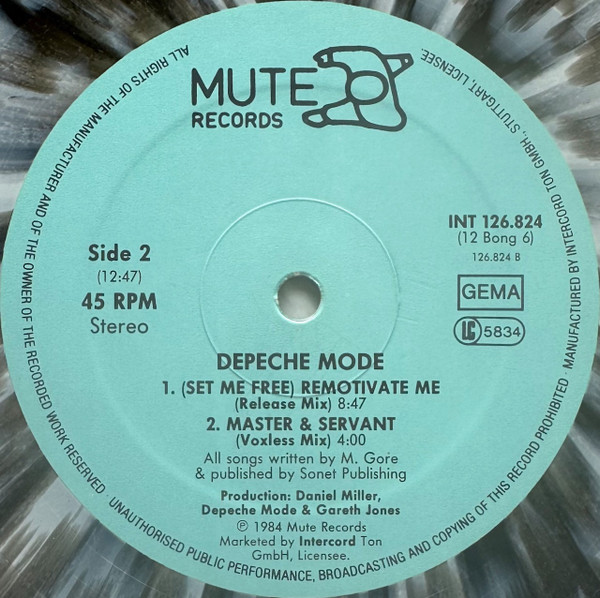 MUTE
RECORDS
Side 2
(12:47)
45 RPM
Stereo
INT 126.824
(12 Bong 6)
126.824 B
GEMA
LC 5834
DEPECHE MODE
1. (SET ME FREE) REMOTIVATE ME
(Release Mix) 8:47
2. MASTER & SERVANT
(Voxless Mix) 4:00
All songs written by M. Gore
& published by Sonet Publishing
Production: Daniel Miller,
Depeche Mode & Gareth Jones
℗ 1984 Mute Records
Marketed by Intercord Ton
GmbH, Licensee.
ALL RIGHTS OF THE MANUFACTURER AND OF THE OWNER OF THE RECORDED WORK RESERVED · UNAUTHORISED PUBLIC PERFORMANCE, BROADCASTING AND COPYING OF THIS RECORD PROHIBITED · MANUFACTURED BY INTERCORD TON GMBH, STUTTGART, LICENSEE.